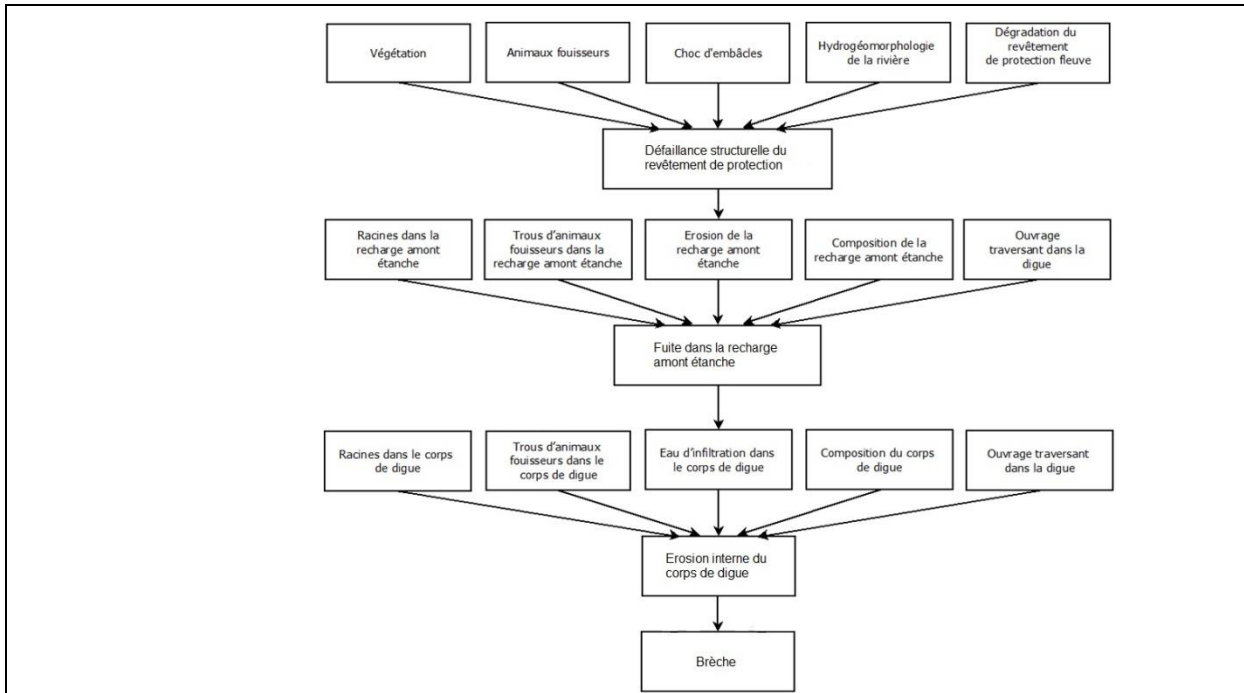 Végétation
Animaux fouisseurs
Choc d'embâcles
Hydrogéomorphologie
de la rivière
Dégradation du
revêtement
de protection fleuve
Défaillance structurelle du
revêtement de protection
Racines dans la
recharge amont
étanche
Trous d'animaux
fouisseurs dans la
recharge amont étanche
Erosion de la
recharge amont
étanche
Composition de la
recharge amont étanche
Ouvrage
traversant dans la
digue
Fuite dans la recharge
amont étanche
Racines dans le corps
de digue
Trous d'animaux
fouisseurs dans le
corps de digue
Eau d'infiltration dans
le corps de digue
Composition du corps
de digue
Ouvrage traversant
dans la digue
Erosion interne du
corps de digue
Brèche